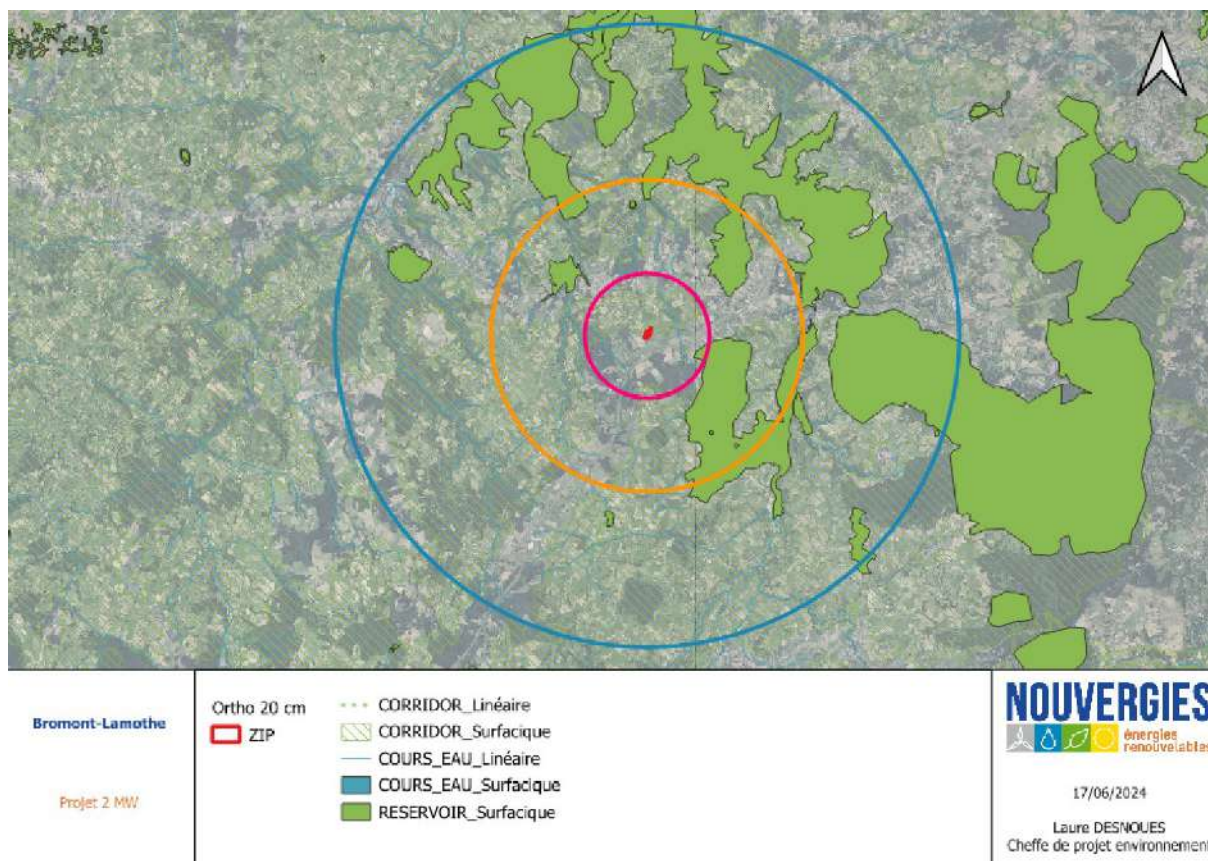 Bromont-Lamothe
Projet 2 MW
Ortho 20 cm
ZIP
CORRIDOR_Linéaire
CORRIDOR_Surfacique
COURS_EAU_Linéaire
COURS_EAU_Surfacique
RESERVOIR_Surfacique
NOUVERGIES
énergies
renouvelables
17/06/2024
Laure DESNOUES
Cheffe de projet environnement